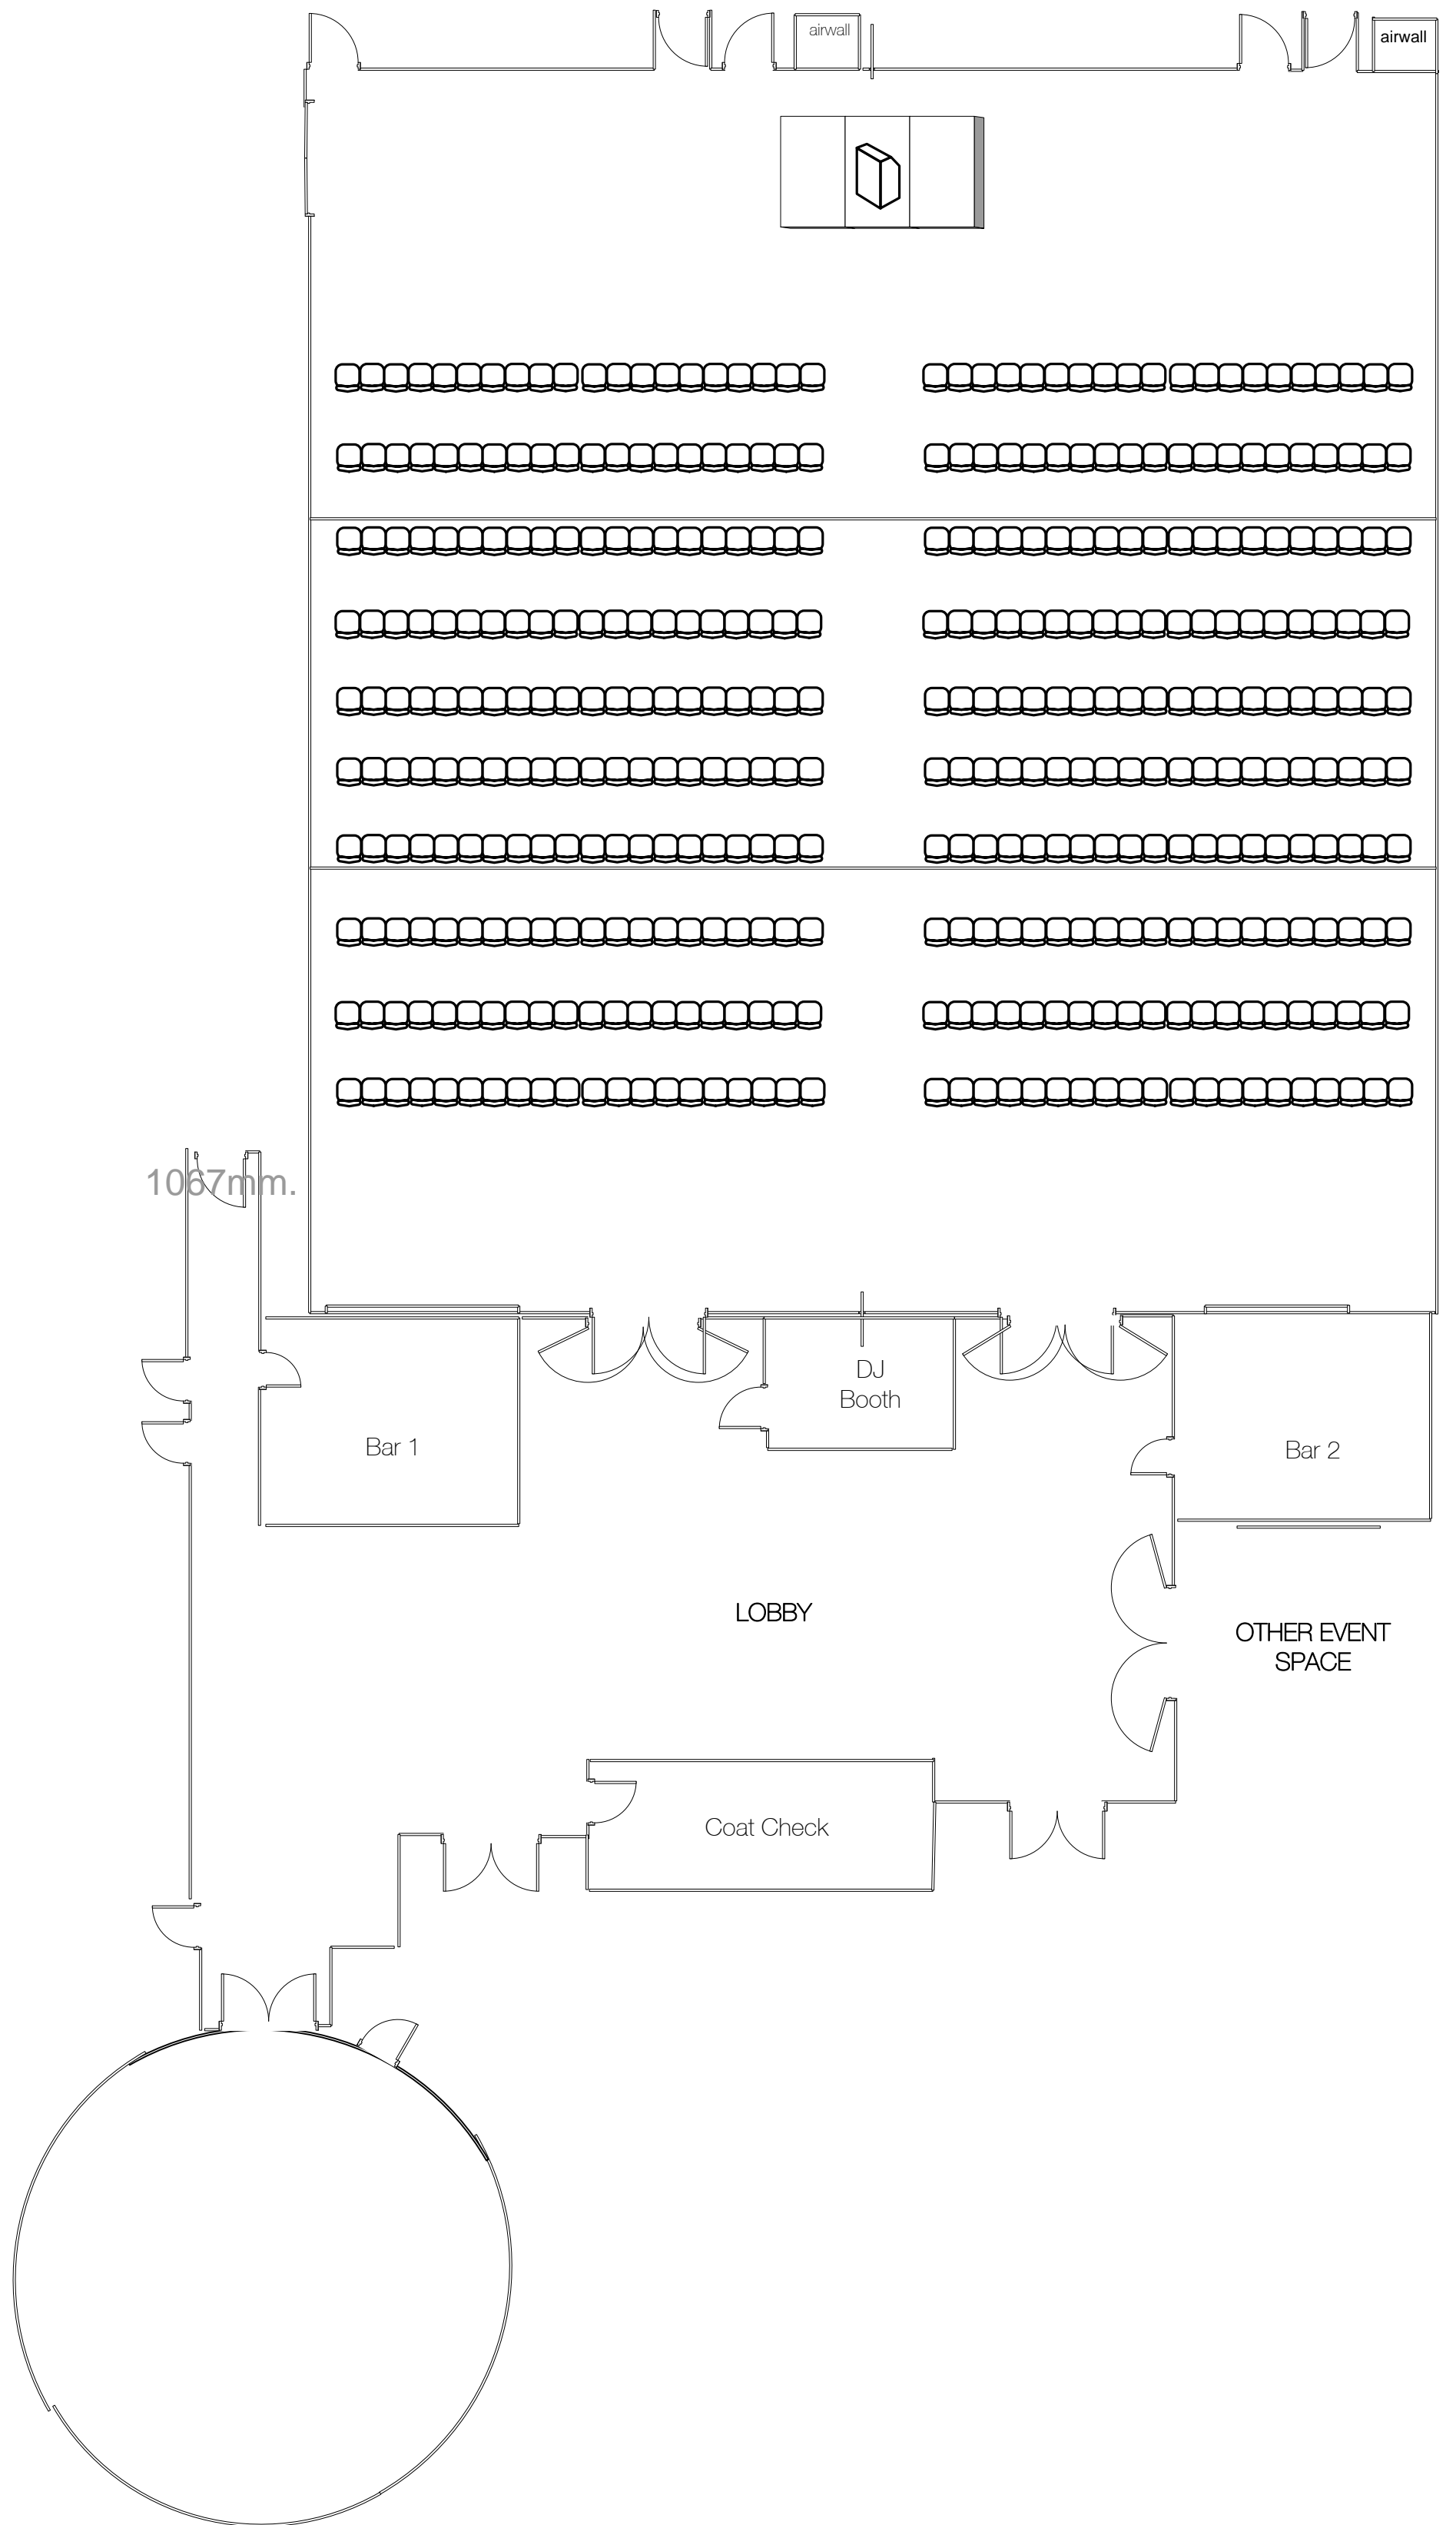 airwall
airwall
1067mm.
DJ
Booth
Bar 1
Bar 2
LOBBY
OTHER EVENT
SPACE
Coat Check